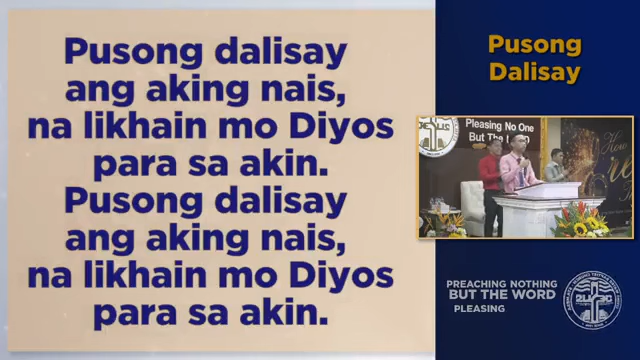 Pusong dalisay
ang aking nais,
na likhain mo Diyos
para sa akin.
Pusong dalisay
ang aking nais,
na likhain mo Diyos
para sa akin.
Pusong
Dalisay
Pleasing No One
But The
PREACHING NOTHING
BUT THE WORD
PLEASING